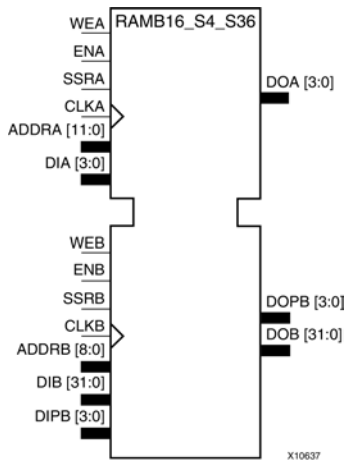 RAMB16_S4_S36
WEA
ENA
SSRA
CLKA
ADDRA [11:0]
DIA [3:0]
DOA [3:0]
WEB
ENB
SSRB
CLKB
ADDRB [8:0]
DIB [31:0]
DIPB [3:0]
DOPB [3:0]
DOB [31:0]
X10637